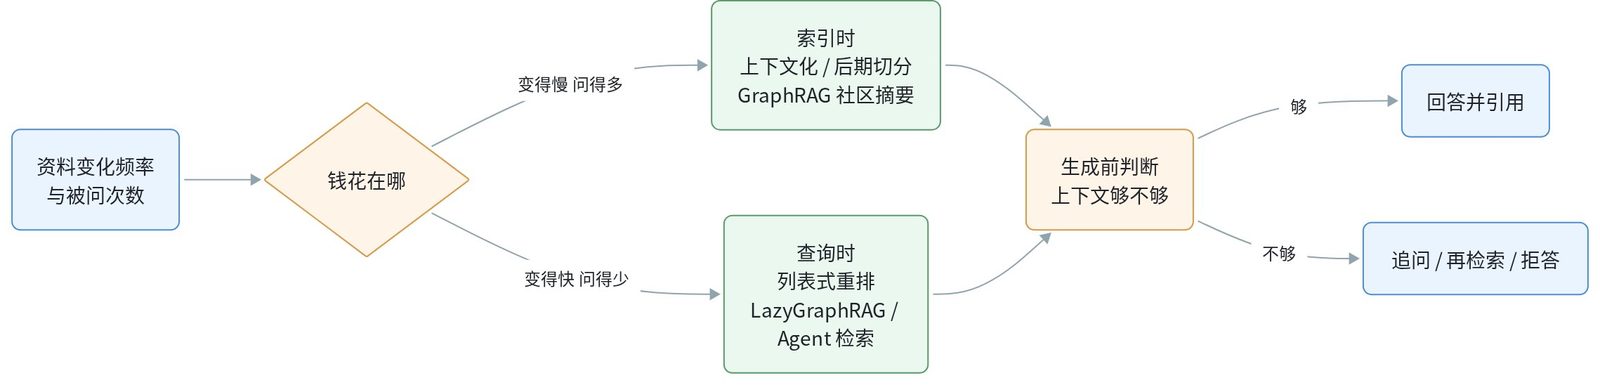 资料变化频率
与被问次数
钱花在哪
变得慢 问得多
索引时
上下文化 / 后期切分
GraphRAG 社区摘要
变得快 问得少
查询时
列表式重排
LazyGraphRAG /
Agent 检索
生成前判断
上下文够不够
够
回答并引用
不够
追问 / 再检索 / 拒答